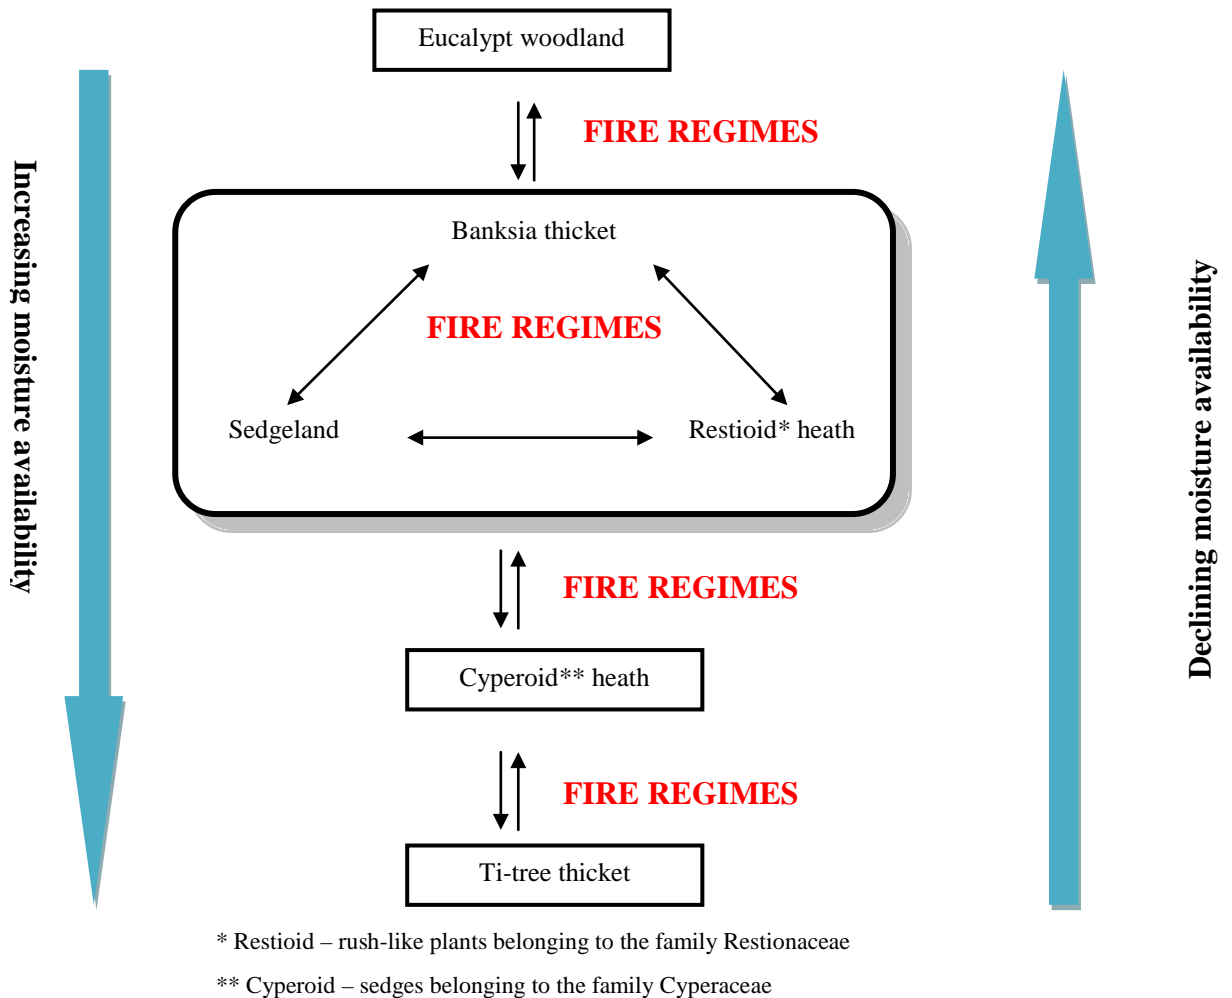 Eucalypt woodland
FIRE REGIMES
Increasing moisture availability
Declining moisture availability
Banksia thicket
FIRE REGIMES
Sedgeland
Restioid* heath
FIRE REGIMES
Cyperoid** heath
FIRE REGIMES
Ti-tree thicket
* Restioid – rush-like plants belonging to the family Restionaceae
** Cyperoid – sedges belonging to the family Cyperaceae